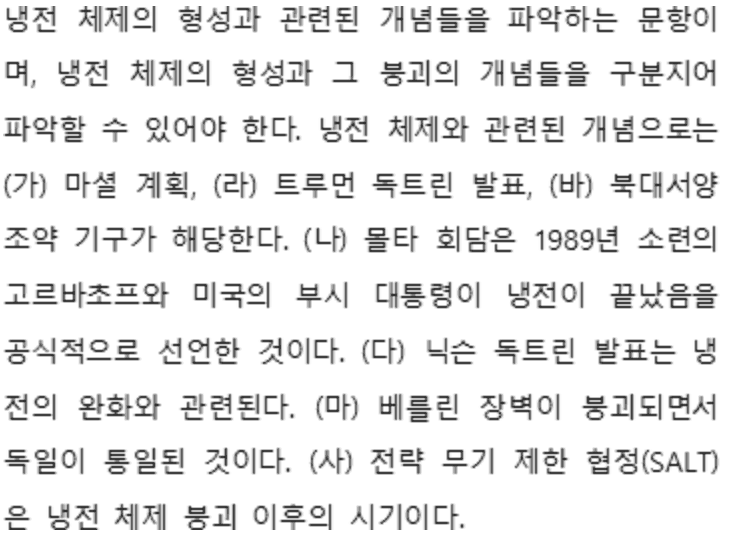 냉전 체제의 형성과 관련된 개념들을 파악하는 문항이
며, 냉전 체제의 형성과 그 붕괴의 개념들을 구분지어
파악할 수 있어야 한다. 냉전 체제와 관련된 개념으로는
(가) 마셜 계획, (라) 트루먼 독트린 발표, (바) 북대서양
조약 기구가 해당한다. (나) 몰타 회담은 1989년 소련의
고르바초프와 미국의 부시 대통령이 냉전이 끝났음을
공식적으로 선언한 것이다. (다) 닉슨 독트린 발표는 냉
전의 완화와 관련된다. (마) 베를린 장벽이 붕괴되면서
독일이 통일된 것이다. (사) 전략 무기 제한 협정(SALT)
은 냉전 체제 붕괴 이후의 시기이다.